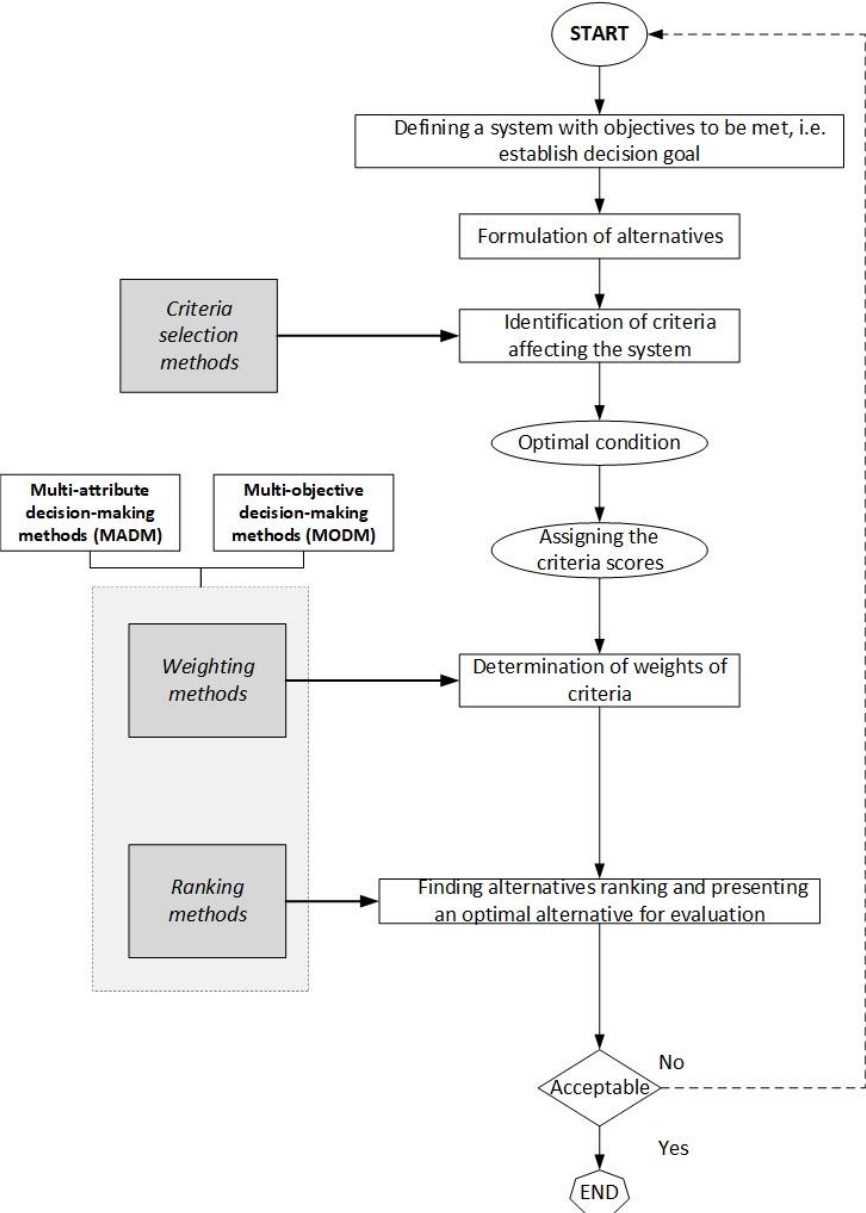 START
Defining a system with objectives to be met, i.e.
establish decision goal
Formulation of alternatives
Criteria
selection
methods
Identification of criteria
affecting the system
Optimal condition
Multi-attribute
decision-making
methods (MADM)
Multi-objective
decision-making
methods (MODM)
Assigning the
criteria scores
Weighting
methods
Determination of weights of
criteria
Ranking
methods
Finding alternatives ranking and presenting
an optimal alternative for evaluation
Acceptable
No
Yes
END